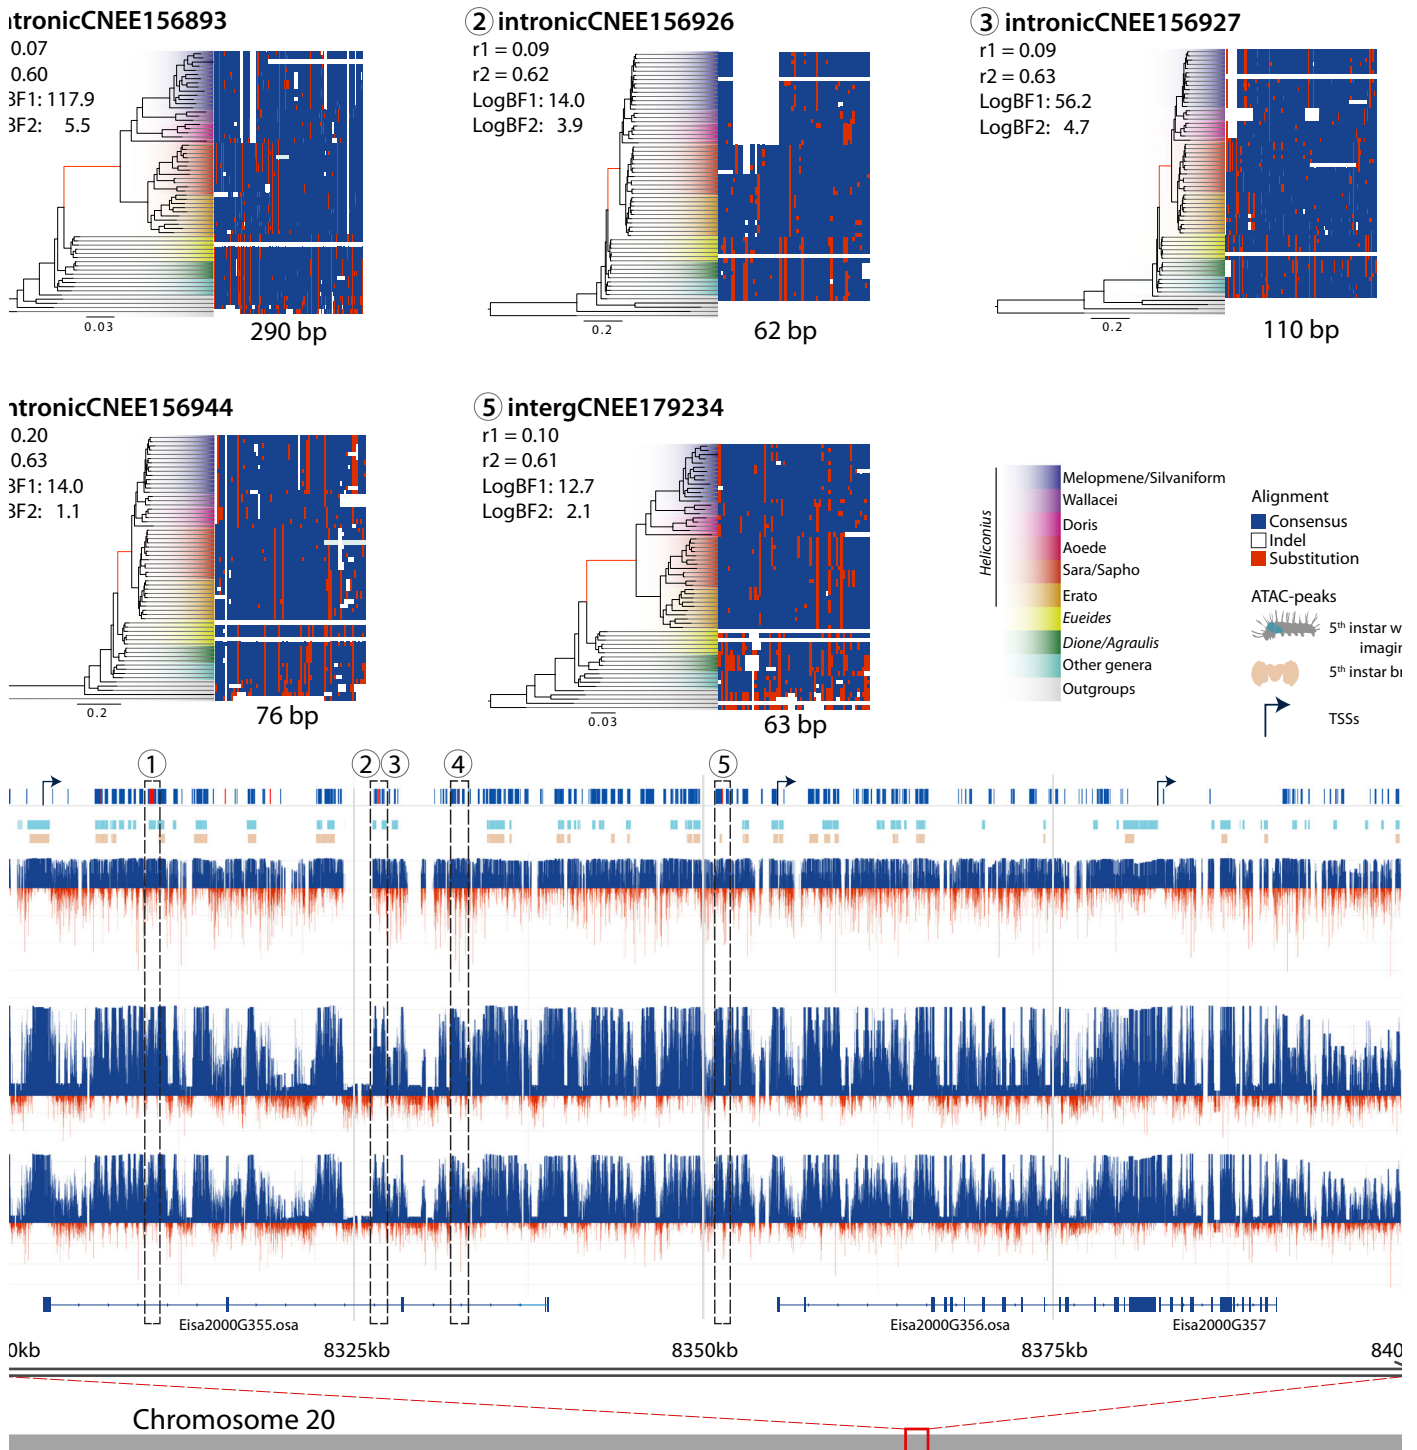 ntronicCNEE156893
0.07
0.60
BF1: 117.9
BF2: 5.5
0.03
290 bp
② intronicCNEE156926
r1 = 0.09
r2 = 0.62
LogBF1: 14.0
LogBF2: 3.9
0.2
62 bp
③ intronicCNEE156927
r1 = 0.09
r2 = 0.63
LogBF1: 56.2
LogBF2: 4.7
0.2
110 bp
ntronicCNEE156944
0.20
0.63
BF1: 14.0
BF2: 1.1
0.2
76 bp
⑤ intergCNEE179234
r1 = 0.10
r2 = 0.61
LogBF1: 12.7
LogBF2: 2.1
0.03
63 bp
Heliconius
Melopmene/Silvaniform
Wallacei
Doris
Aoede
Sara/Sapho
Erato
Eueides
Dione/Agraulis
Other genera
Outgroups
Alignment
Consensus
Indel
Substitution
ATAC-peaks
5th instar w
imagin
5th instar br
TSSs
① ② ③ ④ ⑤
Eisa2000G355.osa Eisa2000G356.osa Eisa2000G357
0kb 8325kb 8350kb 8375kb 840
Chromosome 20